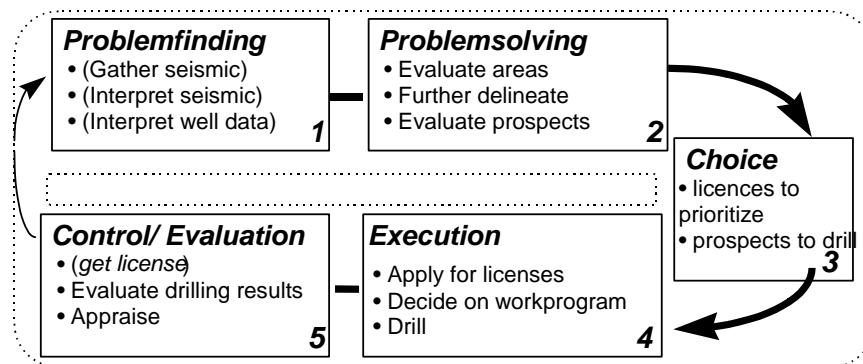 Problemfinding
• (Gather seismic)
• (Interpret seismic)
• (Interpret well data)
1
Problemsolving
• Evaluate areas
• Further delineate
• Evaluate prospects
2
Choice
• licences to
prioritize
• prospects to drill
3
Execution
• Apply for licenses
• Decide on workprogram
• Drill
4
Control/ Evaluation
• (get license)
• Evaluate drilling results
• Appraise
5